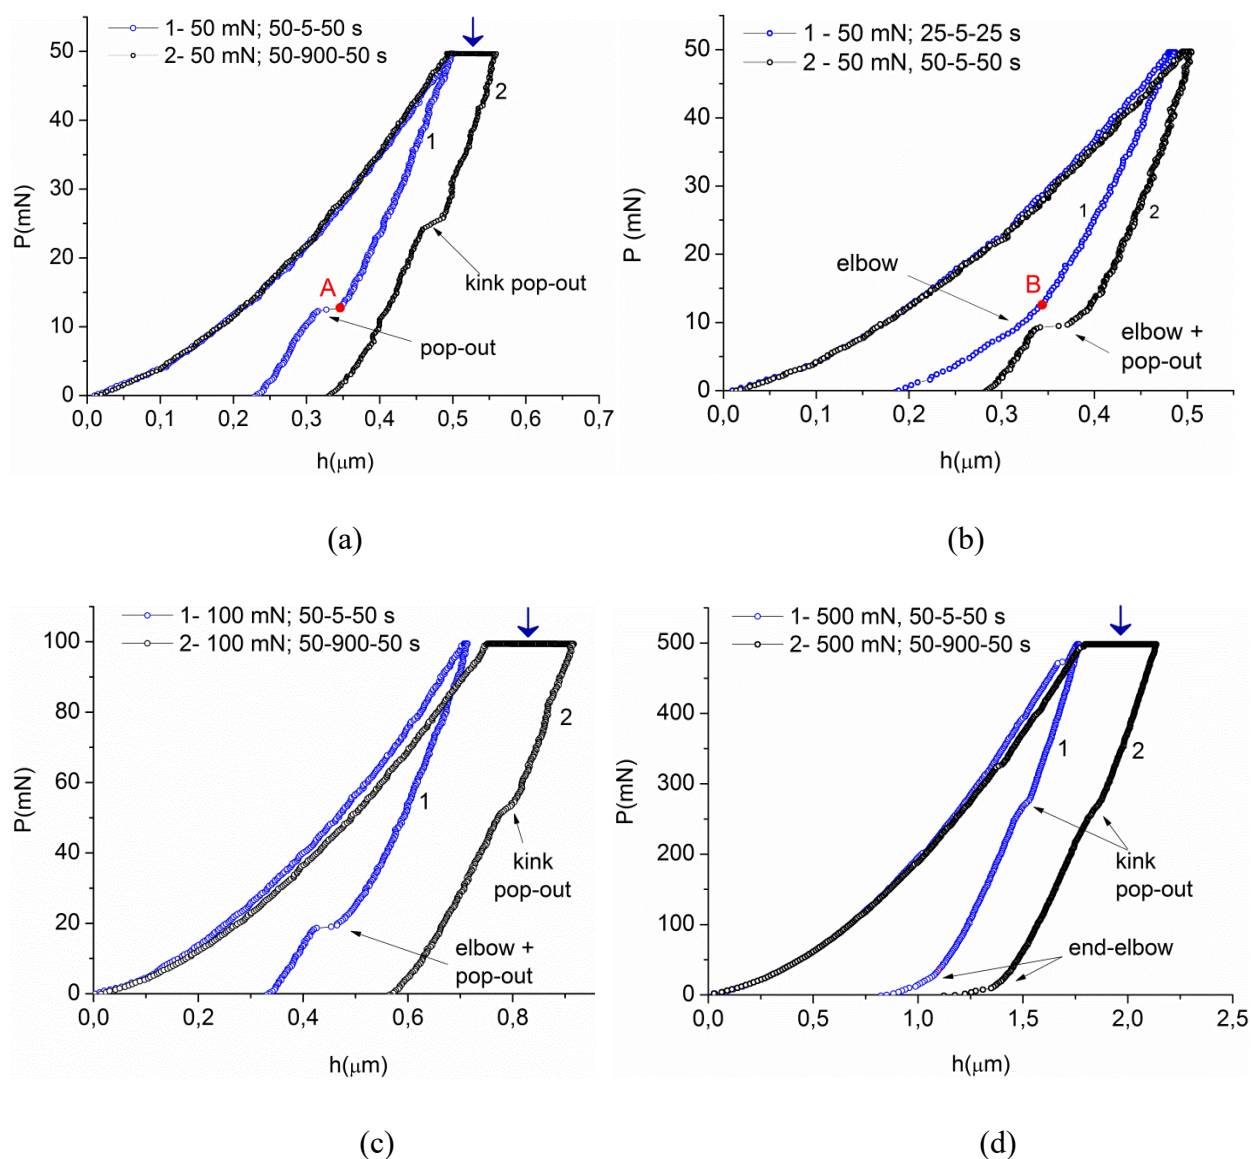 1- 50 mN; 50-5-50 s
2- 50 mN; 50-900-50 s
50
40
30
20
10
0
P(mN)
0,0 0,1 0,2 0,3 0,4 0,5 0,6 0,7
h(μm)
1
2
A
kink pop-out
pop-out
(a)
1 - 50 mN; 25-5-25 s
2 - 50 mN, 50-5-50 s
50
40
30
20
10
0
P (mN)
0,0 0,1 0,2 0,3 0,4 0,5
h(μm)
1
2
elbow
B
elbow +
pop-out
(b)
1- 100 mN; 50-5-50 s
2- 100 mN; 50-900-50 s
100
80
60
40
20
0
P(mN)
0,0 0,2 0,4 0,6 0,8
h(μm)
1
2
kink
pop-out
elbow +
pop-out
(c)
1- 500 mN, 50-5-50 s
2- 500 mN; 50-900-50 s
500
400
300
200
100
0
P(mN)
0,0 0,5 1,0 1,5 2,0 2,5
h(μm)
1
2
kink
pop-out
end-elbow
(d)